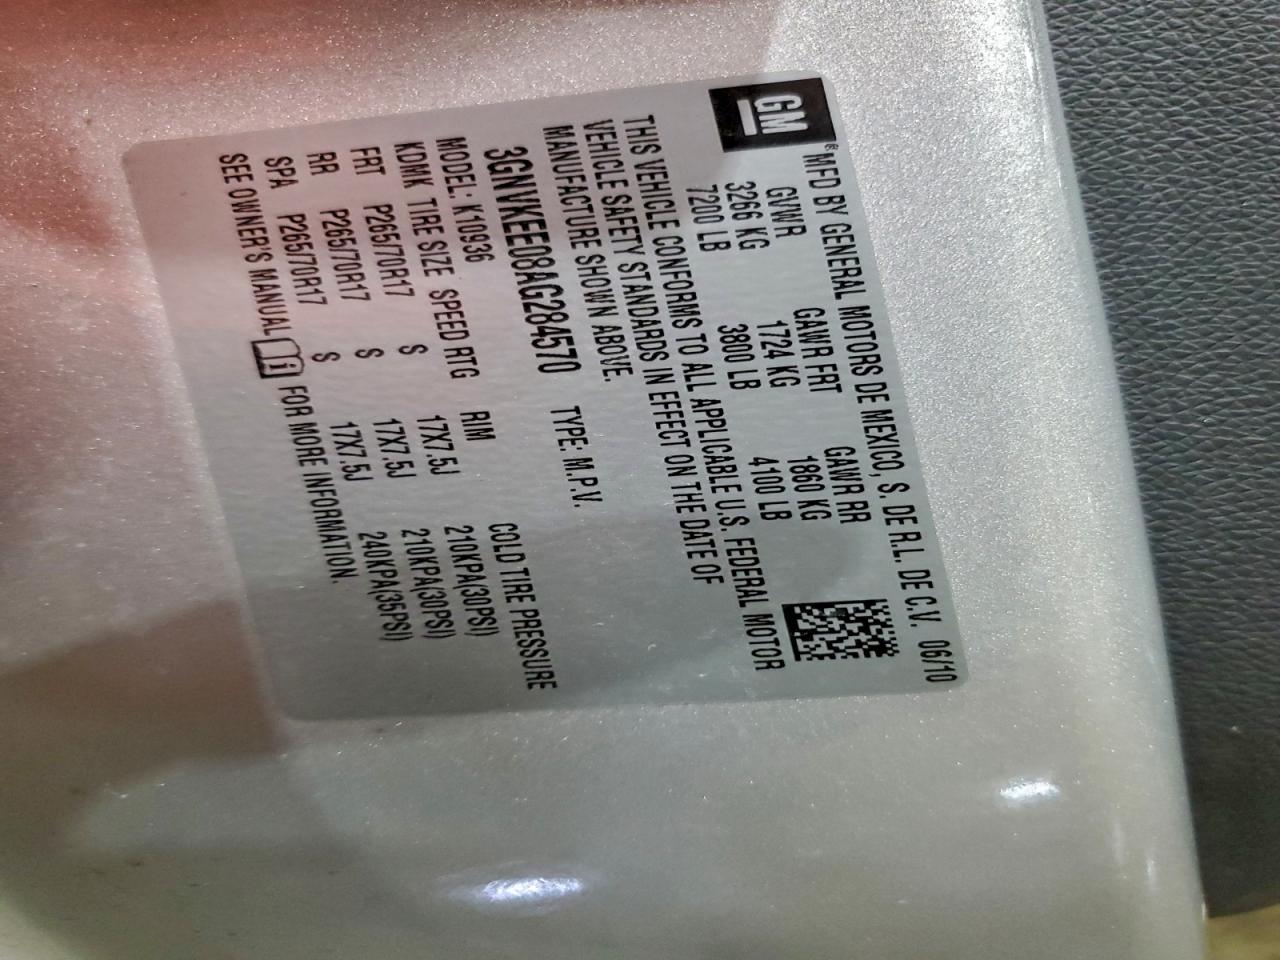 GM
® MFD BY GENERAL MOTORS DE MEXICO, S. DE R.L. DE C.V. 06/10
GVWR GAWR FRT GAWR RR
3266 KG 1724 KG 1860 KG
7200 LB 3800 LB 4100 LB
THIS VEHICLE CONFORMS TO ALL APPLICABLE U.S. FEDERAL MOTOR
VEHICLE SAFETY STANDARDS IN EFFECT ON THE DATE OF
MANUFACTURE SHOWN ABOVE.
3GNVKEE08AG284570 TYPE: M.P.V.
MODEL: K10936
KDMK TIRE SIZE SPEED RTG RIM COLD TIRE PRESSURE
FRT P265/70R17 S 17X7.5J 210KPA(30PSI)
RR P265/70R17 S 17X7.5J 210KPA(30PSI)
SPA P265/70R17 S 17X7.5J 240KPA(35PSI)
SEE OWNER'S MANUAL FOR MORE INFORMATION.